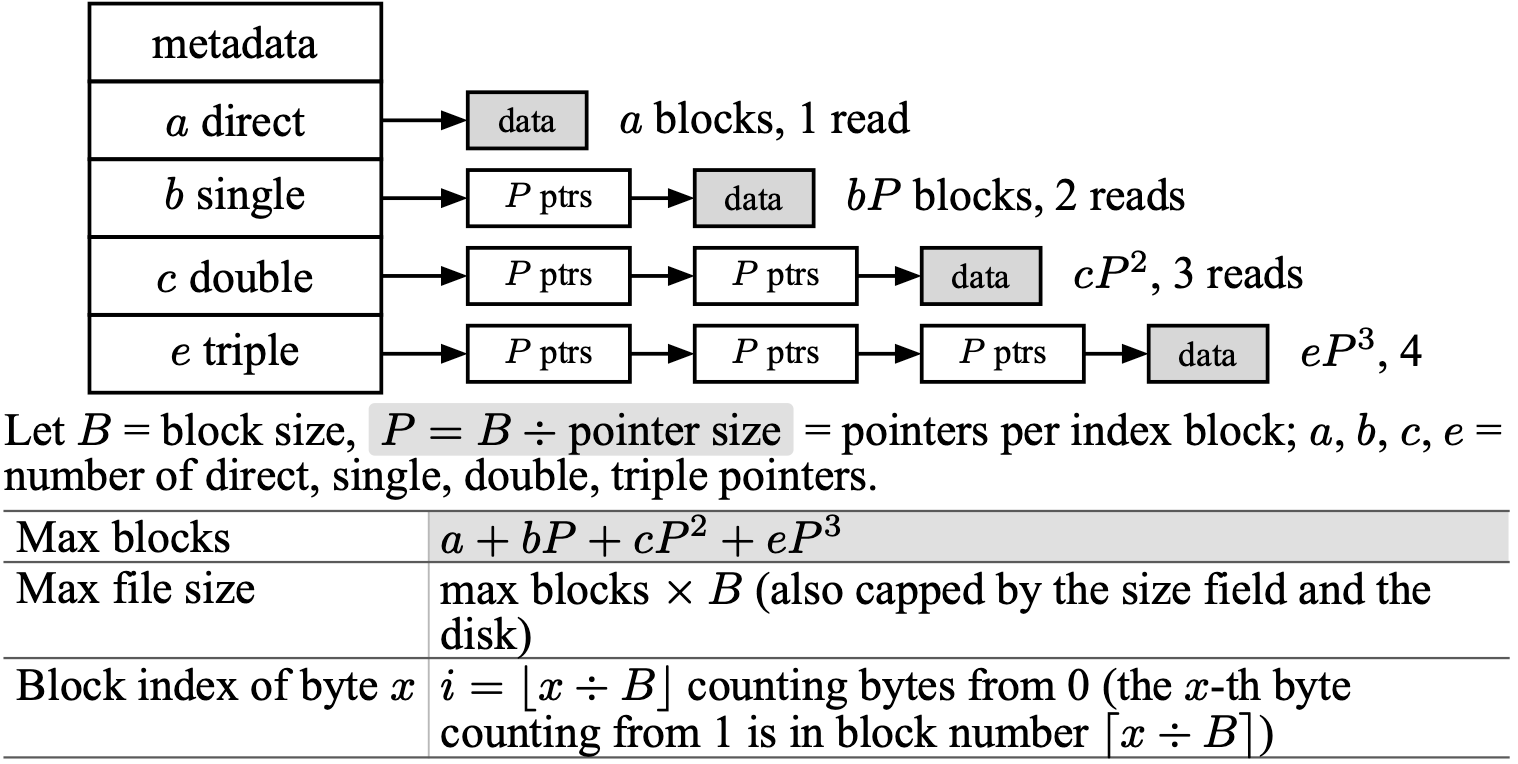 metadata
a direct
data
a blocks, 1 read
b single
P ptrs
data
bP blocks, 2 reads
c double
P ptrs
P ptrs
data
cP², 3 reads
e triple
P ptrs
P ptrs
P ptrs
data
eP³, 4
Let B = block size, P = B ÷ pointer size = pointers per index block; a, b, c, e =
number of direct, single, double, triple pointers.
Max blocks
a + bP + cP² + eP³
Max file size
max blocks × B (also capped by the size field and the
disk)
Block index of byte x
i = ⌊x ÷ B⌋ counting bytes from 0 (the x-th byte
counting from 1 is in block number ⌈x ÷ B⌉)